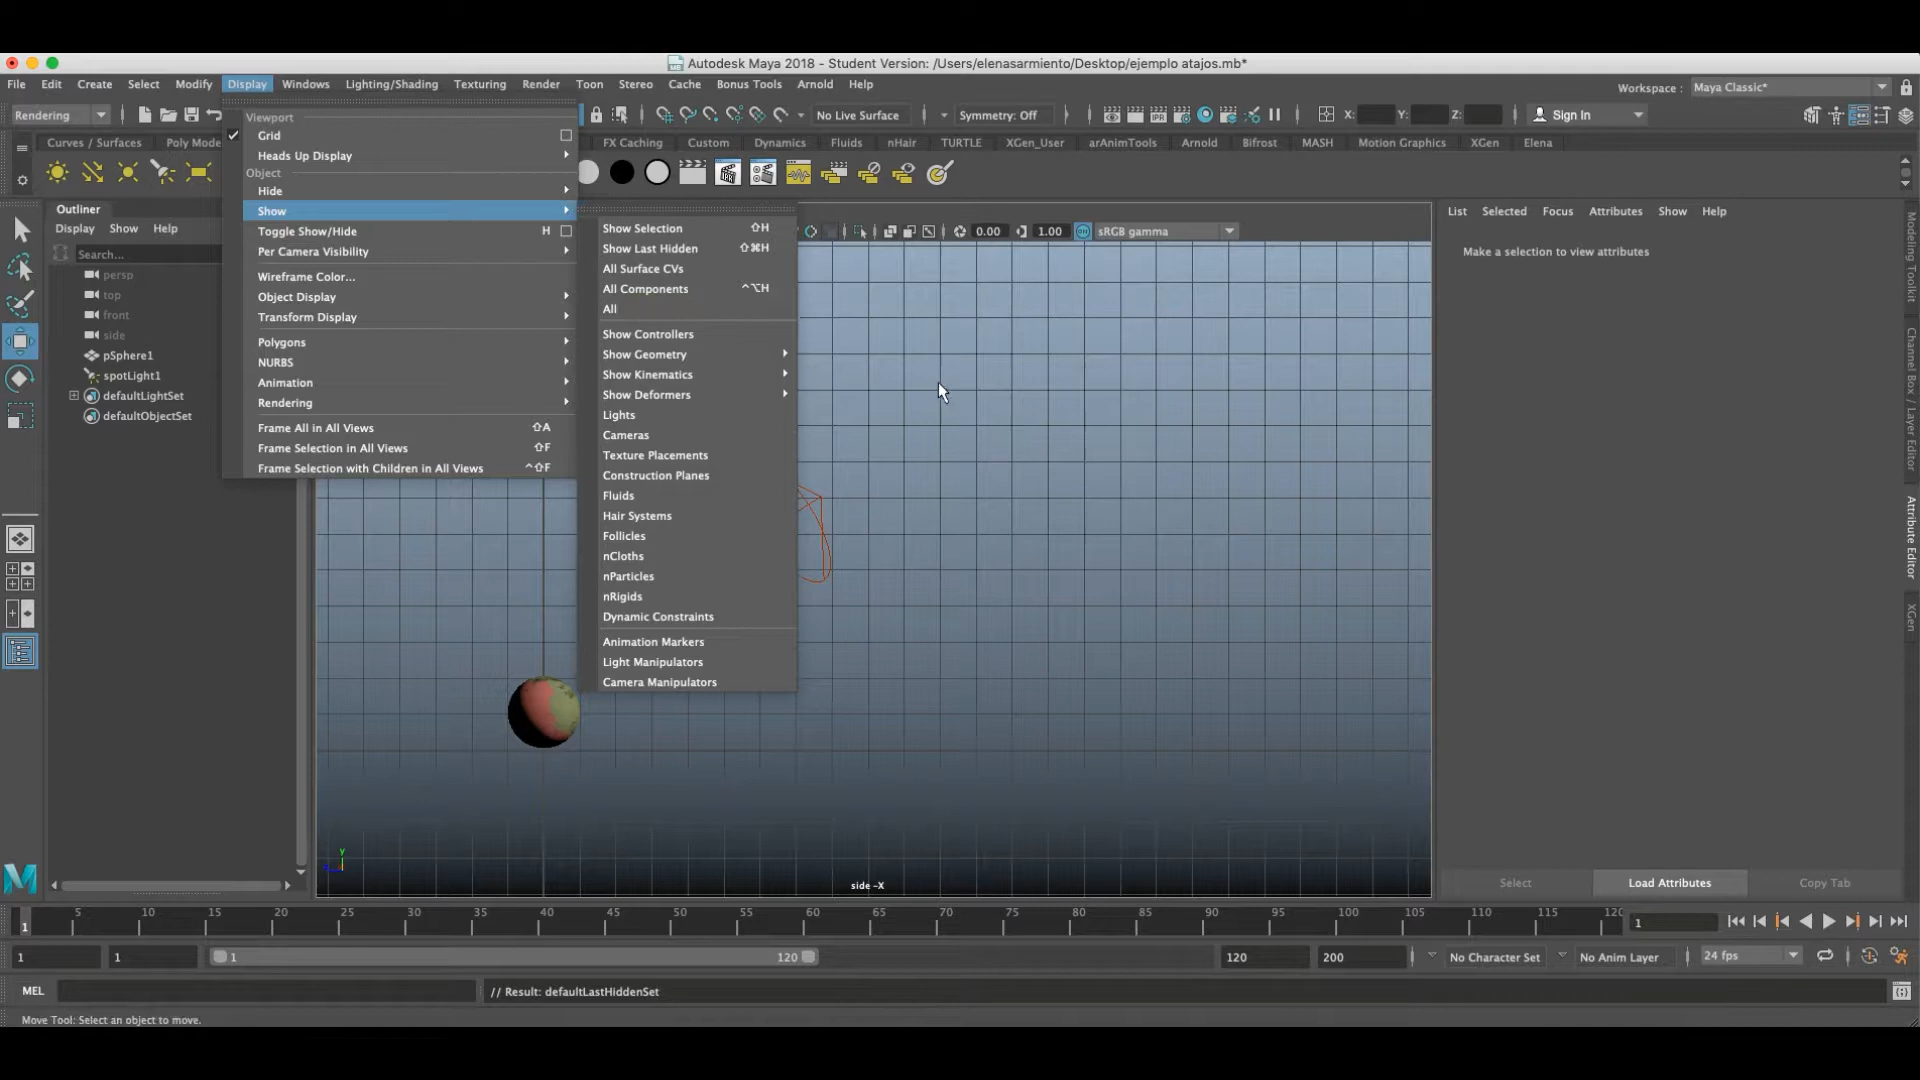 Autodesk Maya 2018 - Student Version: /Users/elenasarmiento/Desktop/ejemplo atajos.mb*
File Edit Create Select Modify Display Windows Lighting/Shading Texturing Render Toon Stereo Cache Bonus Tools Arnold Help
Workspace : Maya Classic*
Rendering
No Live Surface
Symmetry: Off
X: Y: Z:
Sign In
Curves / Surfaces Poly Mode
FX Caching Custom Dynamics Fluids nHair TURTLE XGen_User arAnimTools Arnold Bifrost MASH Motion Graphics XGen Elena
Outliner
Display Show Help
Search...
persp
top
front
side
pSphere1
spotLight1
defaultLightSet
defaultObjectSet
Viewport
Grid
Heads Up Display
Object
Hide
Show
Toggle Show/Hide H
Per Camera Visibility
Wireframe Color...
Object Display
Transform Display
Polygons
NURBS
Animation
Rendering
Frame All in All Views ⇧A
Frame Selection in All Views ⇧F
Frame Selection with Children in All Views ^⇧F
Show Selection ⇧H
Show Last Hidden ⇧⌘H
All Surface CVs
All Components ^⌥H
All
Show Controllers
Show Geometry
Show Kinematics
Show Deformers
Lights
Cameras
Texture Placements
Construction Planes
Fluids
Hair Systems
Follicles
nCloths
nParticles
nRigids
Dynamic Constraints
Animation Markers
Light Manipulators
Camera Manipulators
0.00 1.00 sRGB gamma
y
side -X
List Selected Focus Attributes Show Help
Make a selection to view attributes
Modeling Toolkit
Channel Box / Layer Editor
Attribute Editor
XGen
Select Load Attributes Copy Tab
1 5 10 15 20 25 30 35 40 45 50 55 60 65 70 75 80 85 90 95 100 105 110 115 120
1
1 1 1 120 120 200 No Character Set No Anim Layer 24 fps
MEL // Result: defaultLastHiddenSet
Move Tool: Select an object to move.